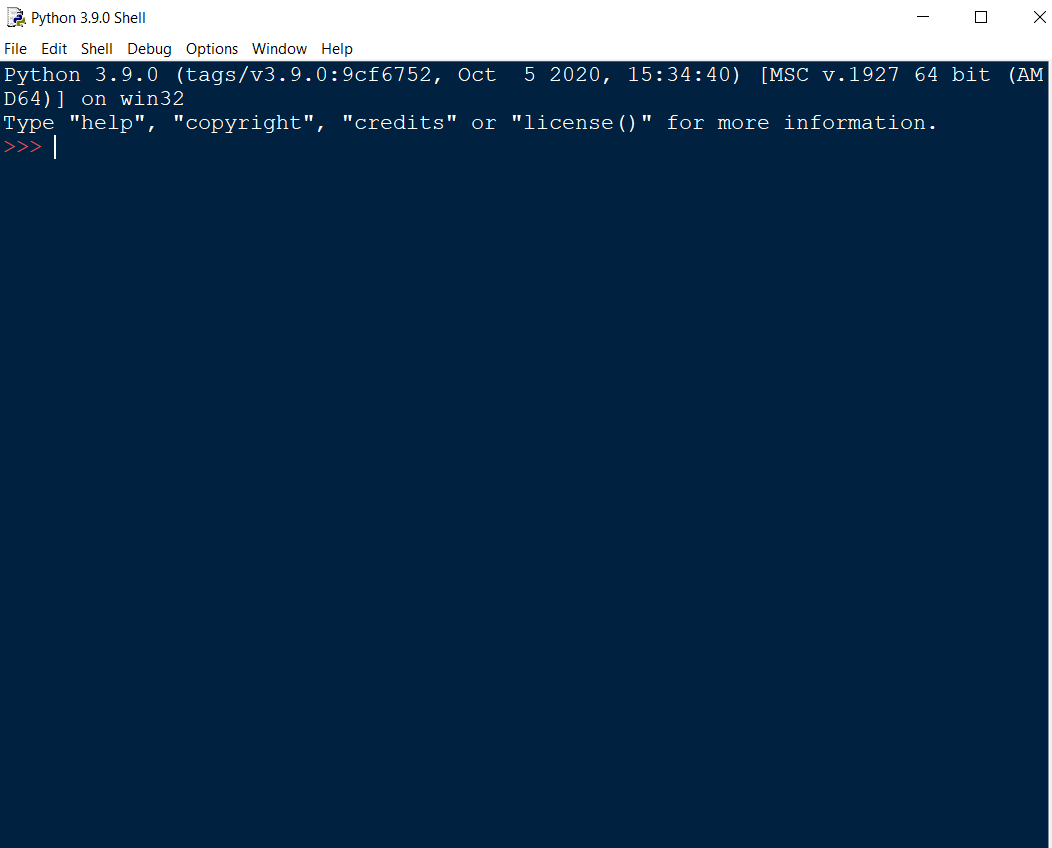 Python 3.9.0 Shell
File Edit Shell Debug Options Window Help
Python 3.9.0 (tags/v3.9.0:9cf6752, Oct  5 2020, 15:34:40) [MSC v.1927 64 bit (AM
D64)] on win32
Type "help", "copyright", "credits" or "license()" for more information.
>>>